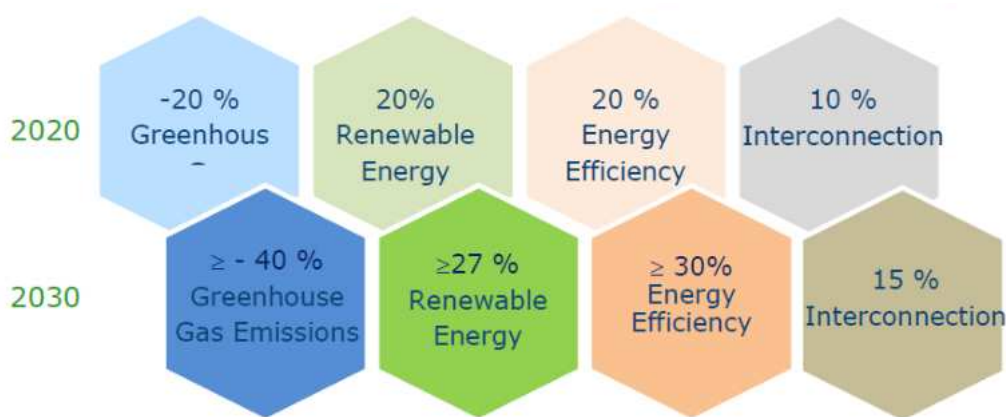 2020
-20 %
Greenhous
20%
Renewable
Energy
20 %
Energy
Efficiency
10 %
Interconnection
2030
≥ - 40 %
Greenhouse
Gas Emissions
≥27 %
Renewable
Energy
≥ 30%
Energy
Efficiency
15 %
Interconnection